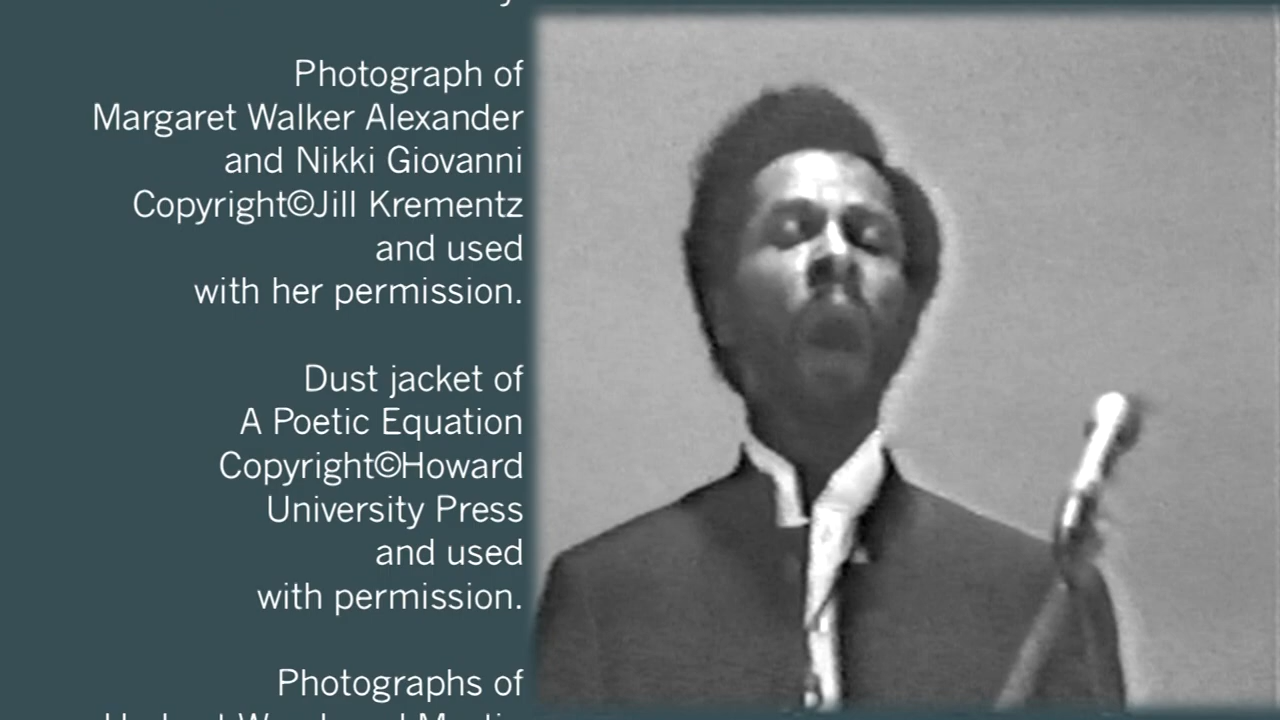 Photograph of
Margaret Walker Alexander
and Nikki Giovanni
Copyright©Jill Krementz
and used
with her permission.
Dust jacket of
A Poetic Equation
Copyright©Howard
University Press
and used
with permission.
Photographs of